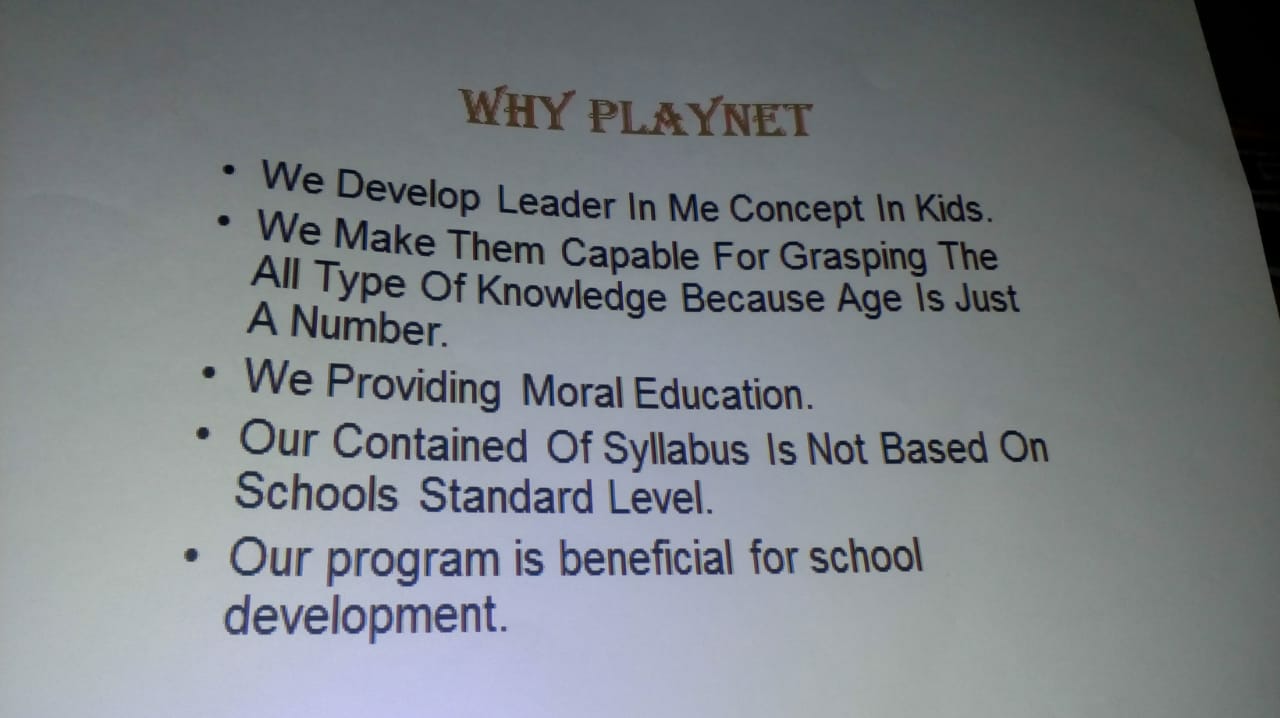 WHY PLAYNET
• We Develop Leader In Me Concept In Kids.
• We Make Them Capable For Grasping The
All Type Of Knowledge Because Age Is Just
A Number.
• We Providing Moral Education.
• Our Contained Of Syllabus Is Not Based On
Schools Standard Level.
• Our program is beneficial for school
development.